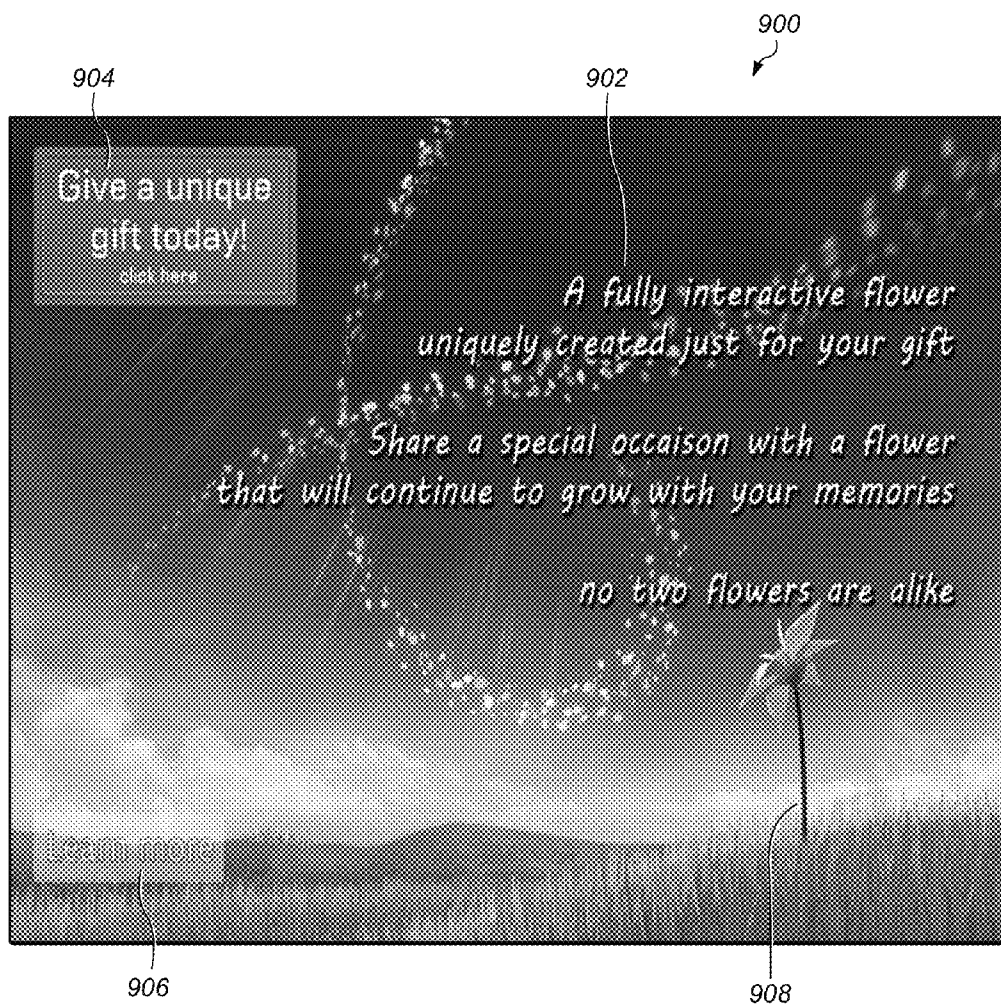 900
904
902
Give a unique
gift today!
click here
A fully interactive flower
uniquely created just for your gift
Share a special occaison with a flower
that will continue to grow with your memories
no two flowers are alike
Learn more
906
908